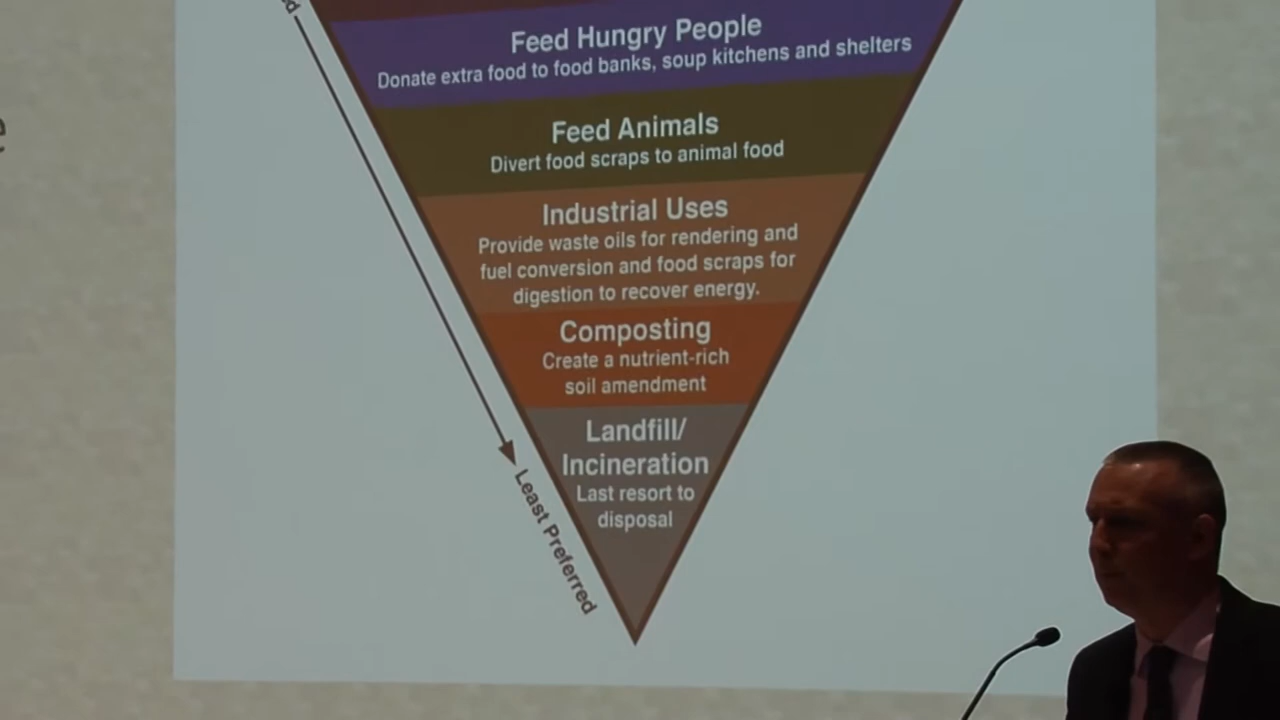 Feed Hungry People
Donate extra food to food banks, soup kitchens and shelters
Feed Animals
Divert food scraps to animal food
Industrial Uses
Provide waste oils for rendering and
fuel conversion and food scraps for
digestion to recover energy.
Composting
Create a nutrient-rich
soil amendment
Landfill/
Incineration
Last resort to
disposal
Least Preferred